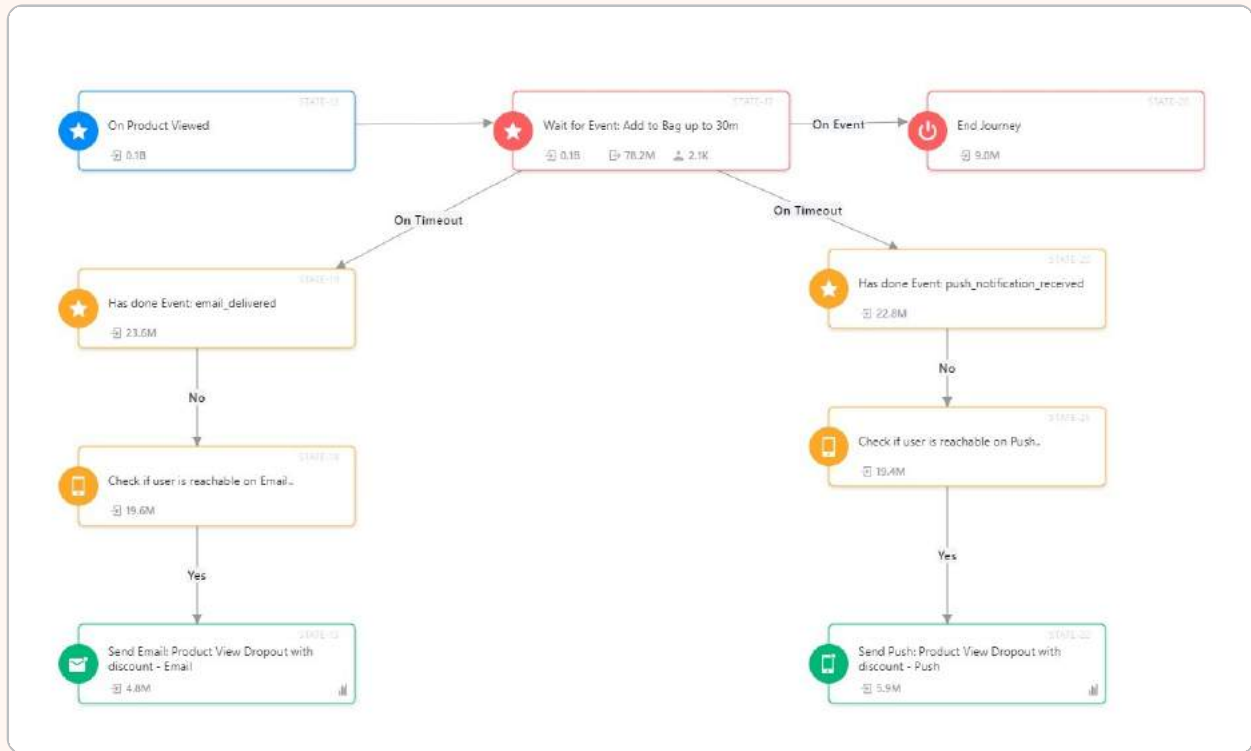 On Product Viewed
0.1B
Wait for Event: Add to Bag up to 30m
0.1B 78.2M 2.1K
On Event
End Journey
9.0M
On Timeout
On Timeout
Has done Event: email_delivered
23.6M
Has done Event: push_notification_received
22.8M
No
No
Check if user is reachable on Email..
19.6M
Check if user is reachable on Push..
19.4M
Yes
Yes
Send Email: Product View Dropout with
discount - Email
4.8M
Send Push: Product View Dropout with
discount - Push
5.9M